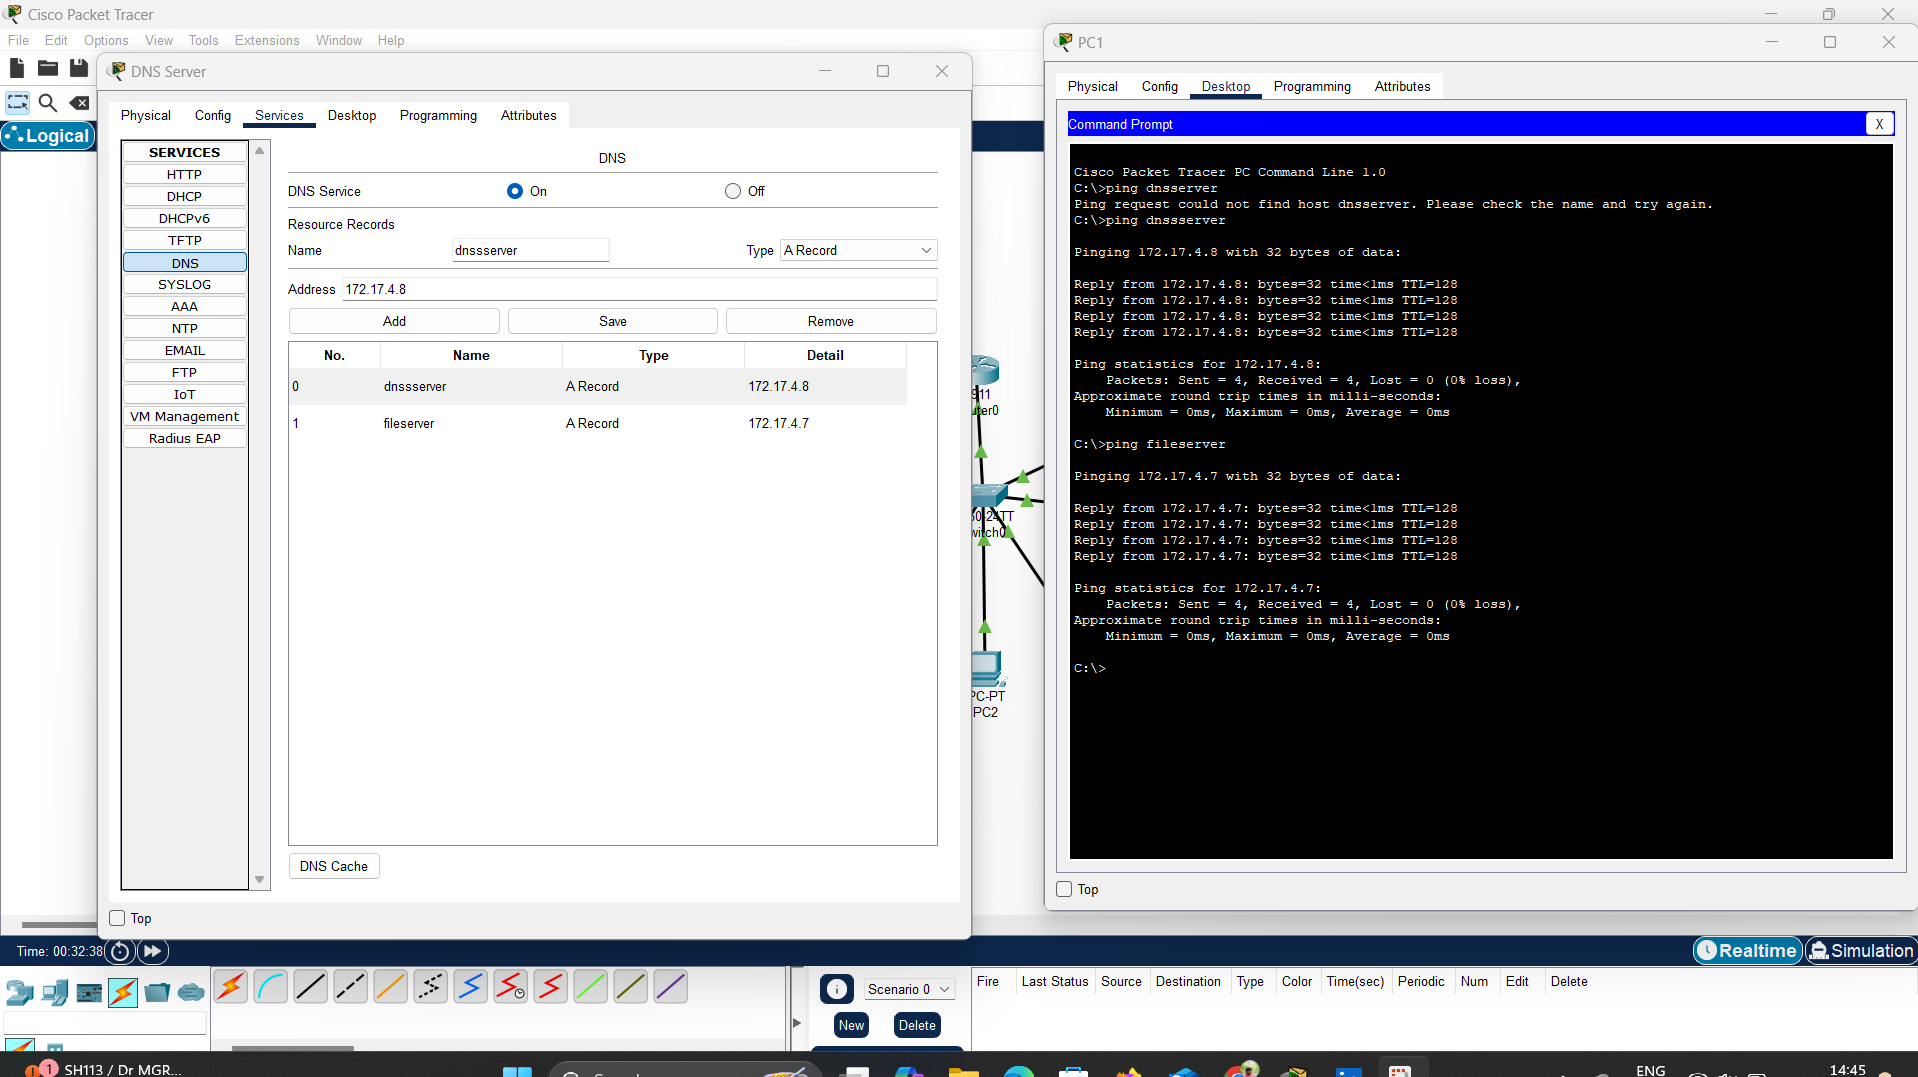 Cisco Packet Tracer
File Edit Options View Tools Extensions Window Help
Logical
DNS Server
Physical Config Services Desktop Programming Attributes
SERVICES
HTTP
DHCP
DHCPv6
TFTP
DNS
SYSLOG
AAA
NTP
EMAIL
FTP
IoT
VM Management
Radius EAP
DNS
DNS Service On Off
Resource Records
Name dnssserver Type A Record
Address 172.17.4.8
Add Save Remove
No. Name Type Detail
0 dnssserver A Record 172.17.4.8
1 fileserver A Record 172.17.4.7
DNS Cache
Top
911
uter0
50-24TT
witch0
PC-PT
PC2
PC1
Physical Config Desktop Programming Attributes
Command Prompt X
Cisco Packet Tracer PC Command Line 1.0
C:\>ping dnsserver
Ping request could not find host dnsserver. Please check the name and try again.
C:\>ping dnssserver
Pinging 172.17.4.8 with 32 bytes of data:
Reply from 172.17.4.8: bytes=32 time<1ms TTL=128
Reply from 172.17.4.8: bytes=32 time<1ms TTL=128
Reply from 172.17.4.8: bytes=32 time<1ms TTL=128
Reply from 172.17.4.8: bytes=32 time<1ms TTL=128
Ping statistics for 172.17.4.8:
Packets: Sent = 4, Received = 4, Lost = 0 (0% loss),
Approximate round trip times in milli-seconds:
Minimum = 0ms, Maximum = 0ms, Average = 0ms
C:\>ping fileserver
Pinging 172.17.4.7 with 32 bytes of data:
Reply from 172.17.4.7: bytes=32 time<1ms TTL=128
Reply from 172.17.4.7: bytes=32 time<1ms TTL=128
Reply from 172.17.4.7: bytes=32 time<1ms TTL=128
Reply from 172.17.4.7: bytes=32 time<1ms TTL=128
Ping statistics for 172.17.4.7:
Packets: Sent = 4, Received = 4, Lost = 0 (0% loss),
Approximate round trip times in milli-seconds:
Minimum = 0ms, Maximum = 0ms, Average = 0ms
C:\>
Top
Time: 00:32:38
Realtime Simulation
Scenario 0
New Delete
Fire Last Status Source Destination Type Color Time(sec) Periodic Num Edit Delete
1 SH113 / Dr MGR...
ENG
14:45